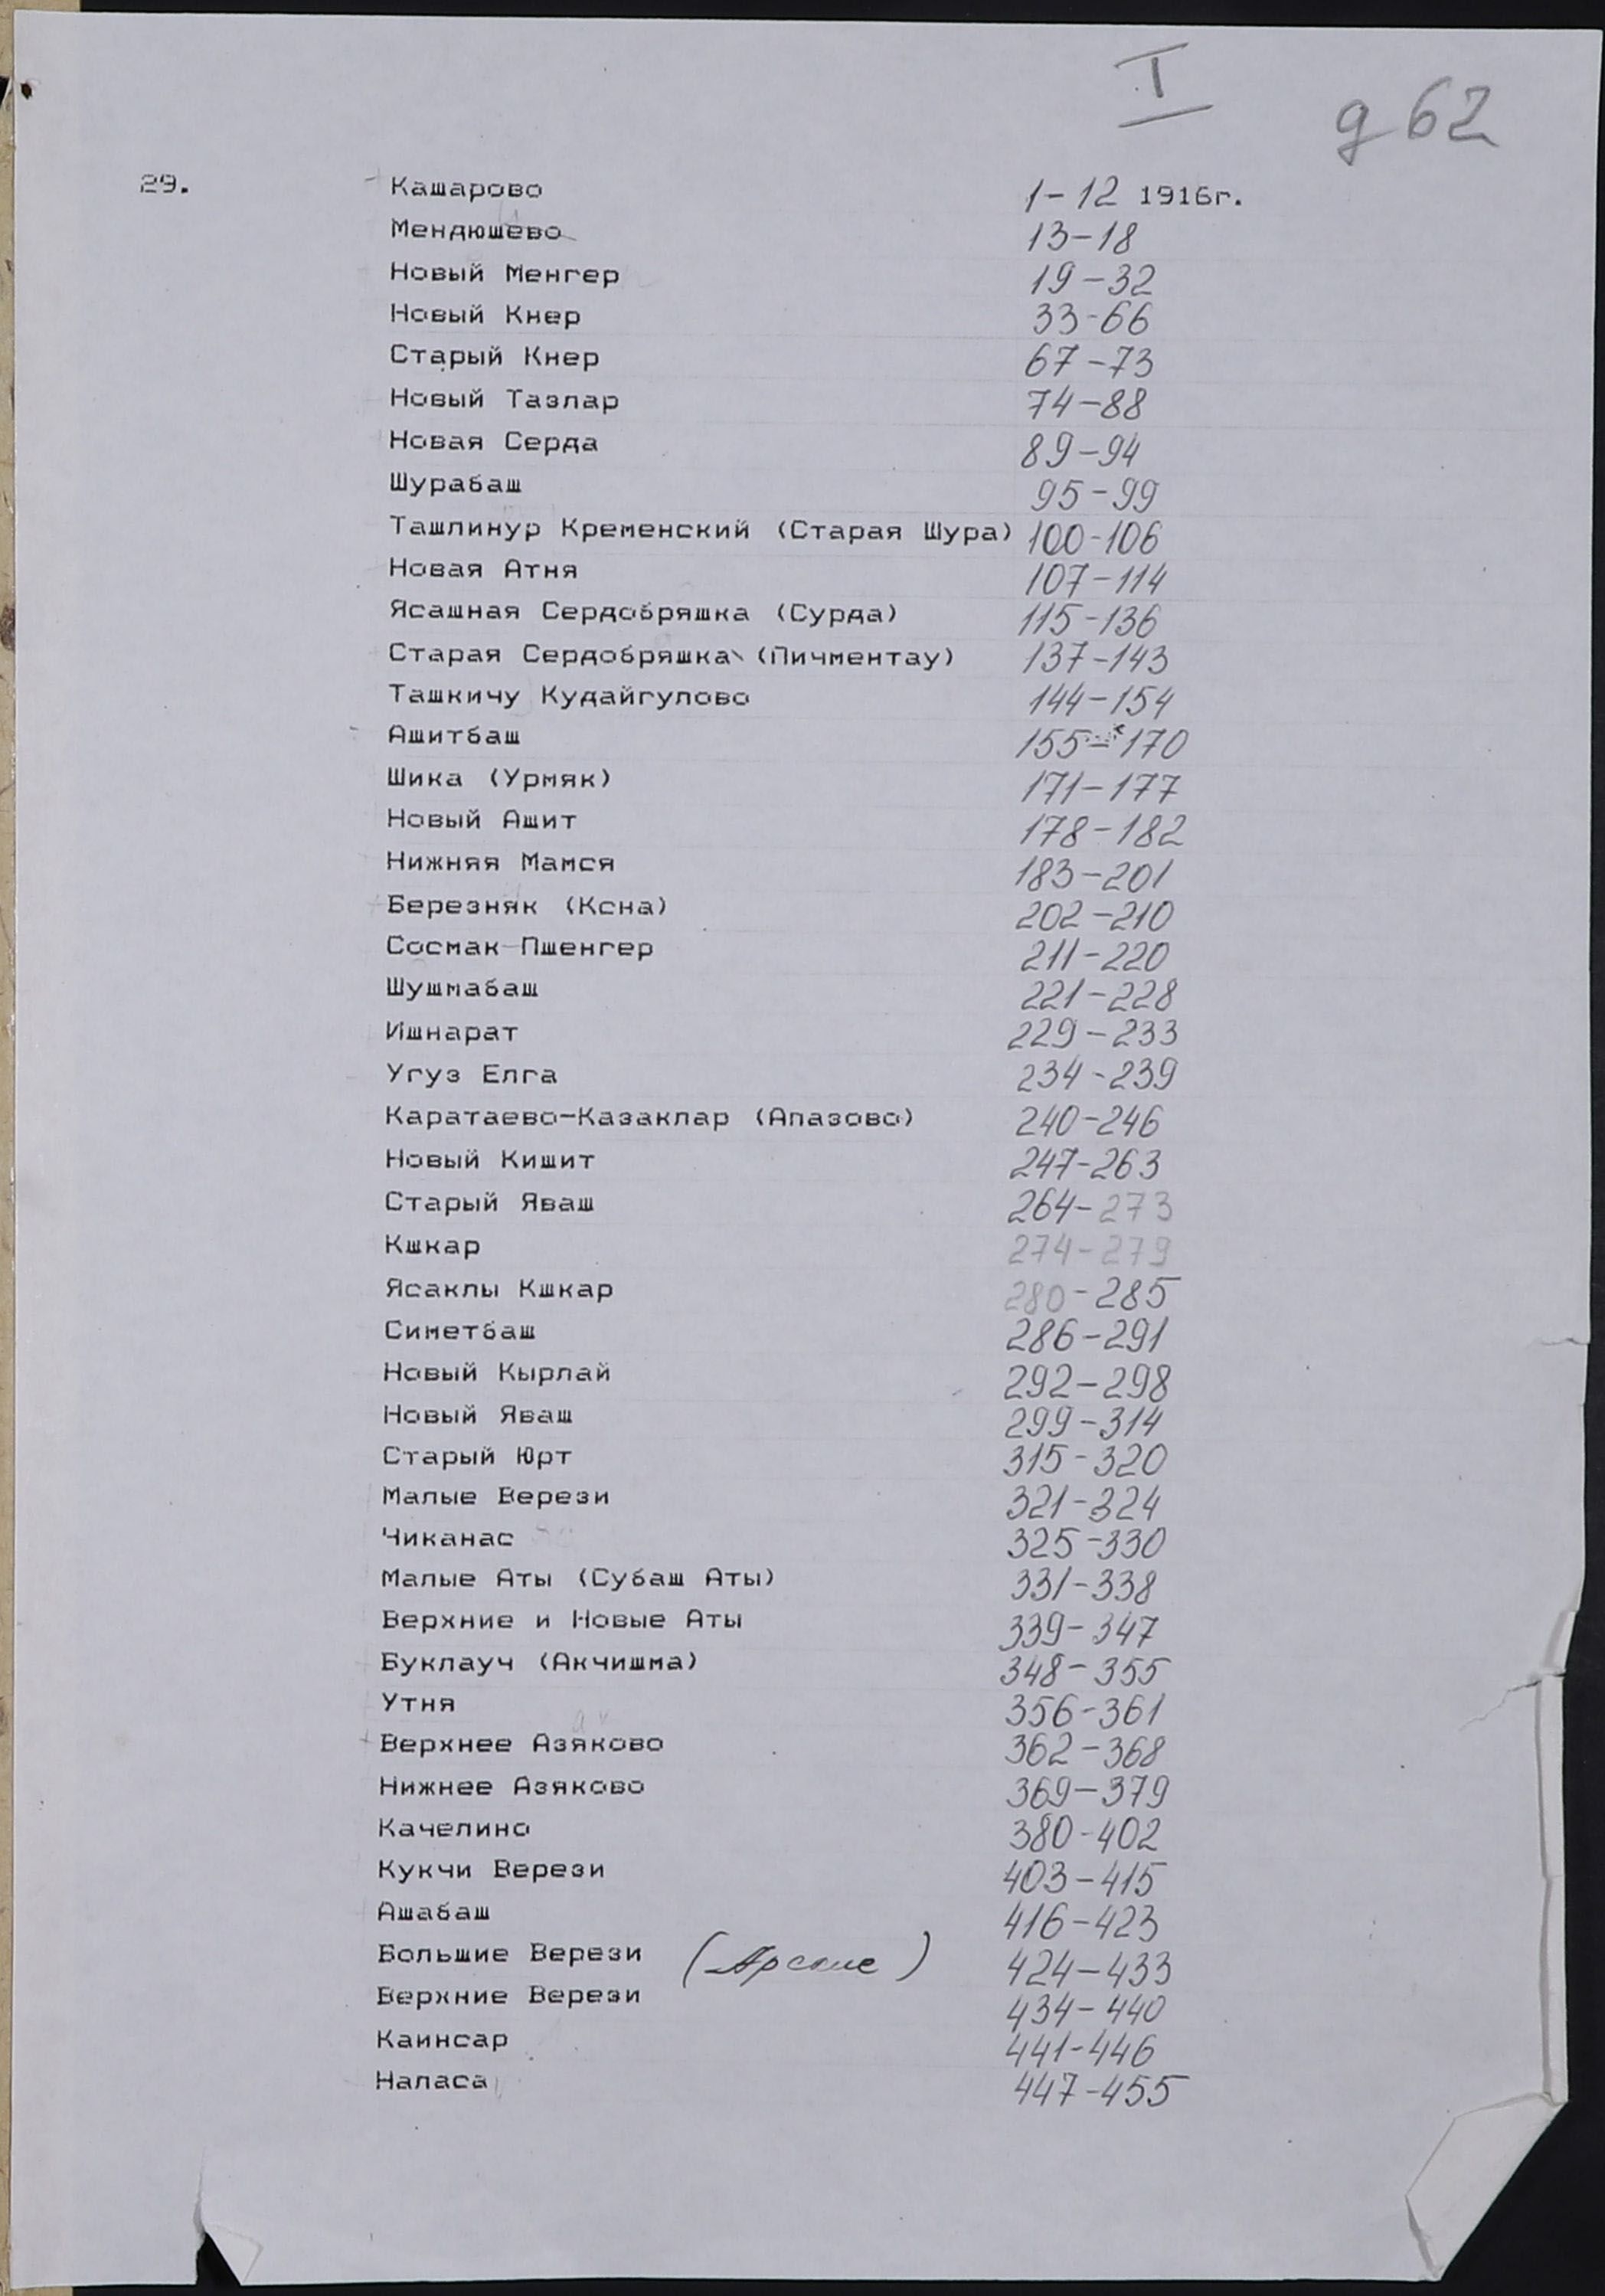 I
д 62
29. Кашарово 1-12 1916г.
Мендюшево 13-18
Новый Менгер 19-32
Новый Кнер 33-66
Старый Кнер 67-73
Новый Тазлар 74-88
Новая Серда 89-94
Шурабаш 95-99
Ташлинур Кременский (Старая Шура) 100-106
Новая Атня 107-114
Ясашная Сердобряшка (Сурда) 115-136
Старая Сердобряшка (Пичментау) 137-143
Ташкичу Кудайгулово 144-154
Ашитбаш 155-170
Шика (Урмяк) 171-177
Новый Ашит 178-182
Нижняя Мамся 183-201
Березняк (Ксна) 202-210
Сосмак-Пшенгер 211-220
Шушмабаш 221-228
Ишнарат 229-233
Угуз Елга 234-239
Каратаево-Казаклар (Апазово) 240-246
Новый Кишит 247-263
Старый Яваш 264-273
Кшкар 274-279
Ясаклы Кшкар 280-285
Симетбаш 286-291
Новый Кырлай 292-298
Новый Яваш 299-314
Старый Юрт 315-320
Малые Верези 321-324
Чиканас 325-330
Малые Аты (Субаш Аты) 331-338
Верхние и Новые Аты 339-347
Буклауч (Акчишма) 348-355
Утня 356-361
Верхнее Азяково 362-368
Нижнее Азяково 369-379
Качелино 380-402
Кукчи Верези 403-415
Ашабаш 416-423
Большие Верези (Арские) 424-433
Верхние Верези 434-440
Каинсар 441-446
Наласа 447-455